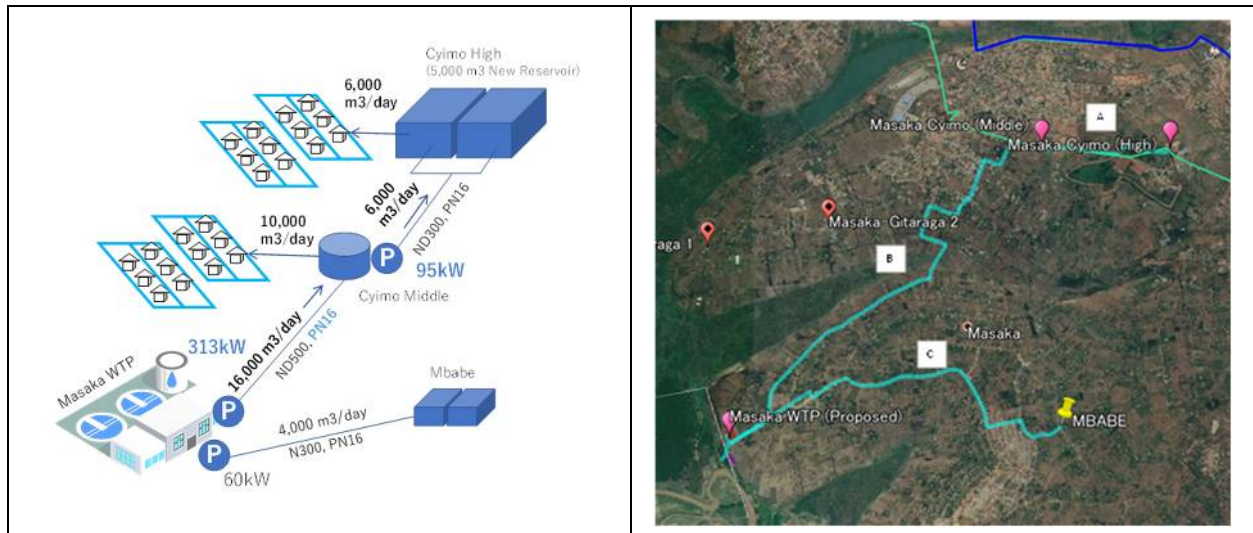 Cyimo High
(5,000 m3 New Reservoir)
6,000
m3/day
6,000
m3/day
ND300, PN16
10,000
m3/day
95kW
Cyimo Middle
313kW
16,000 m3/day
ND500, PN16
Masaka WTP
Mbabe
4,000 m3/day
N300, PN16
60kW
P
P
P
A
Masaka Cyimo (Middle)
Masaka Cyimo (High)
Masaka Gitaraga 2
raga 1
B
Masaka
C
Masaka WTP (Proposed)
MBABE